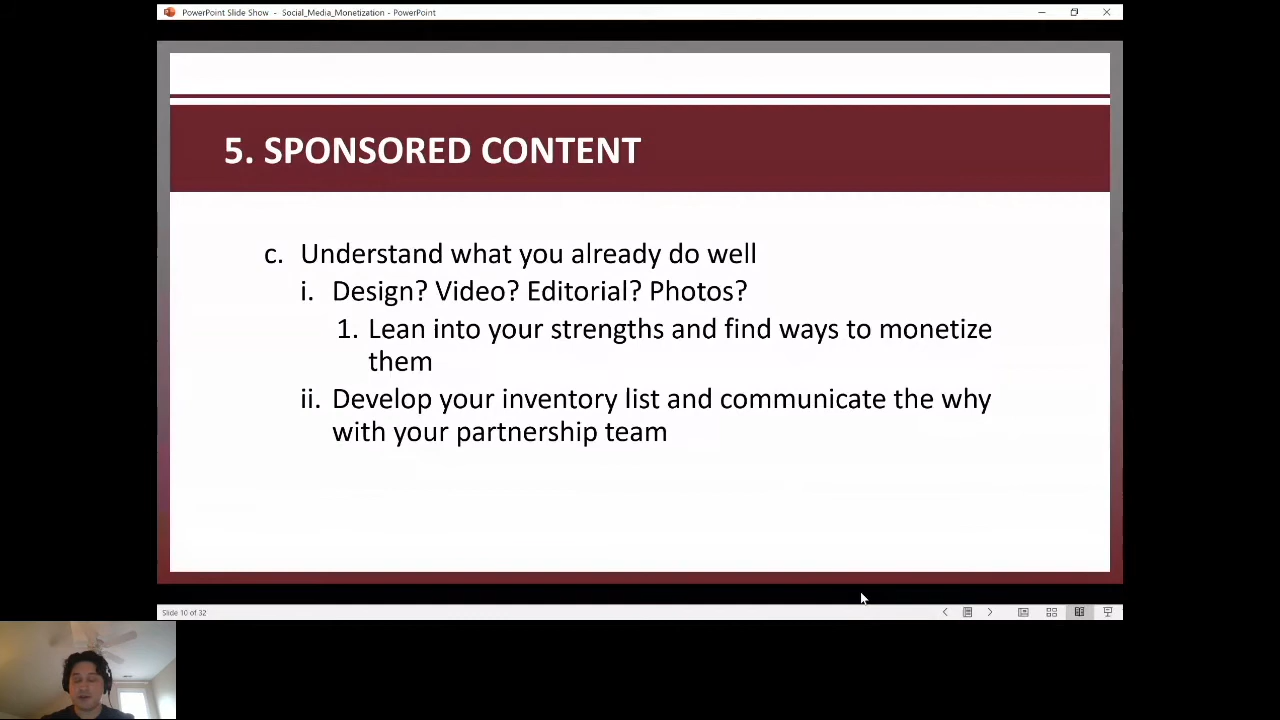 PowerPoint Slide Show - Social_Media_Monetization - PowerPoint
5. SPONSORED CONTENT
c. Understand what you already do well
i. Design? Video? Editorial? Photos?
1. Lean into your strengths and find ways to monetize
them
ii. Develop your inventory list and communicate the why
with your partnership team
Slide 10 of 32